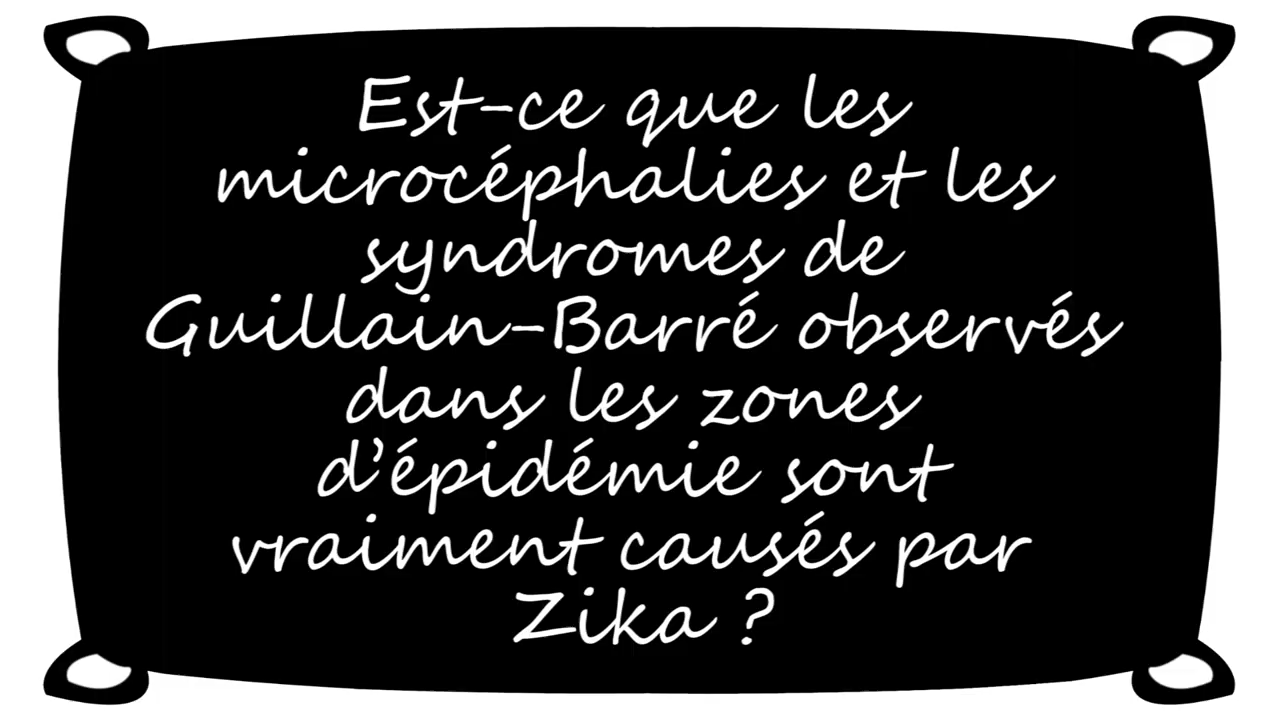 Est-ce que les
microcéphalies et les
syndromes de
Guillain-Barré observés
dans les zones
d'épidémie sont
vraiment causés par
Zika ?